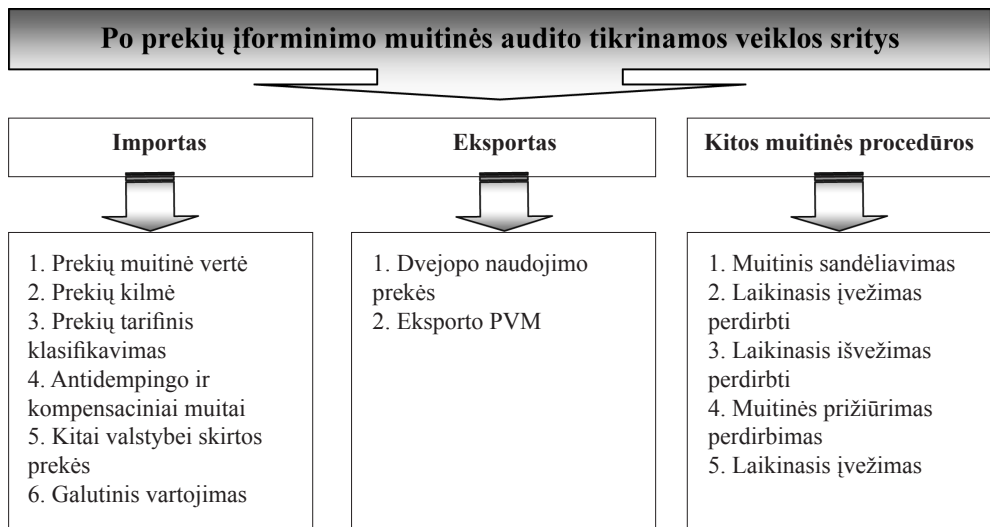 Po prekių įforminimo muitinės audito tikrinamos veiklos sritys
Importas
1. Prekių muitinė vertė
2. Prekių kilmė
3. Prekių tarifinis
klasifikavimas
4. Antidempingo ir
kompensaciniai muitai
5. Kitai valstybei skirtos
prekės
6. Galutinis vartojimas
Eksportas
1. Dvejopo naudojimo
prekės
2. Eksporto PVM
Kitos muitinės procedūros
1. Muitinis sandėliavimas
2. Laikinasis įvežimas
perdirbti
3. Laikinasis išvežimas
perdirbti
4. Muitinės prižiūrimas
perdirbimas
5. Laikinasis įvežimas